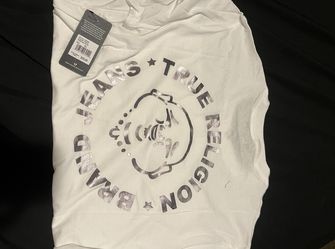 TRUE RELIGION ★
BRAND JEANS ★